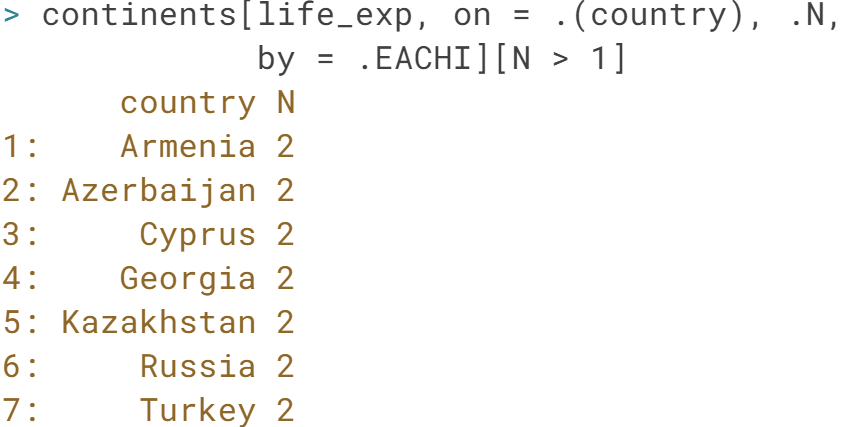 > continents[life_exp, on = .(country), .N,
             by = .EACHI][N > 1]
      country N
1:    Armenia 2
2: Azerbaijan 2
3:     Cyprus 2
4:    Georgia 2
5: Kazakhstan 2
6:     Russia 2
7:     Turkey 2